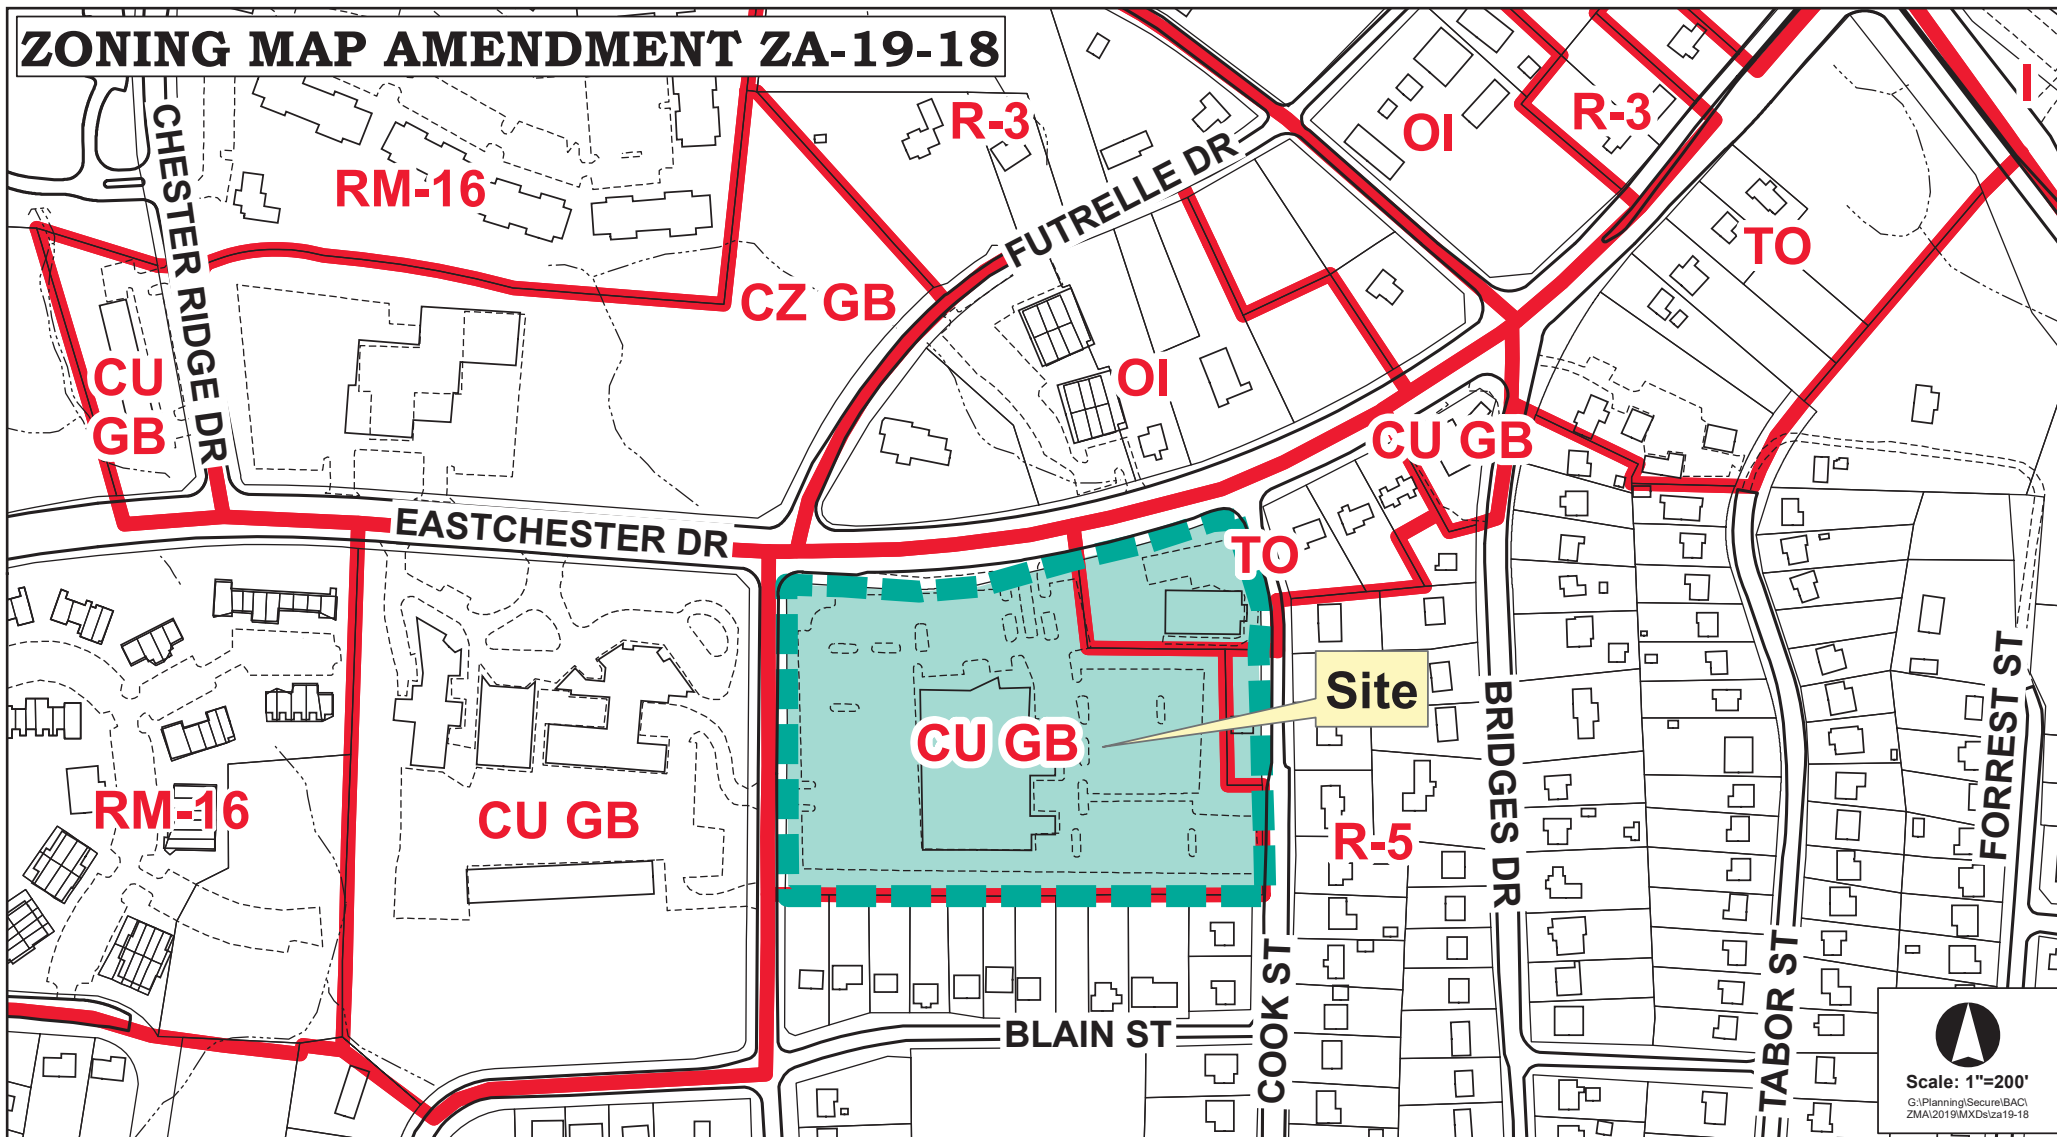 ZONING MAP AMENDMENT ZA-19-18
I
R-3
OI
R-3
CHESTER RIDGE DR
RM-16
FUTRELLE DR
TO
CZ GB
CU
GB
OI
CU GB
EASTCHESTER DR
TO
Site
CU GB
RM-16
CU GB
R-5
BRIDGES DR
FORREST ST
BLAIN ST
COOK ST
TABOR ST
Scale: 1"=200'
G:\Planning\Secure\BAC\
ZMA\2019\MXDs\za19-18